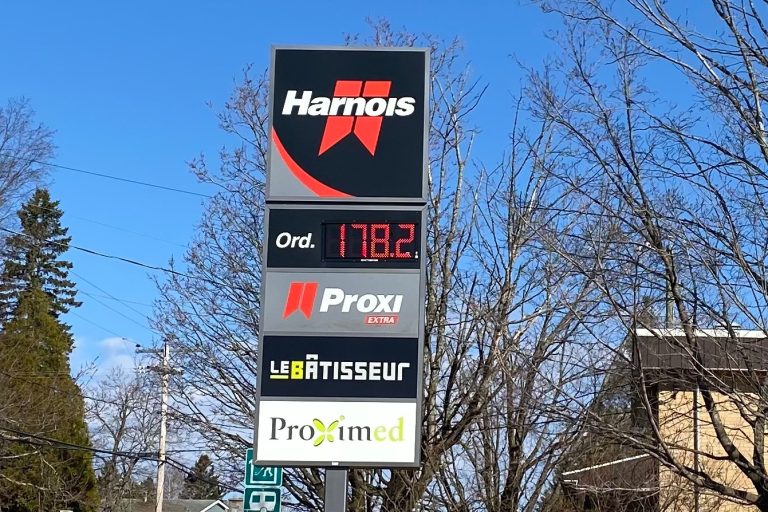 Harnois
Ord. 178.2
Proxi
EXTRA
LEBÂTISSEUR
Proximed